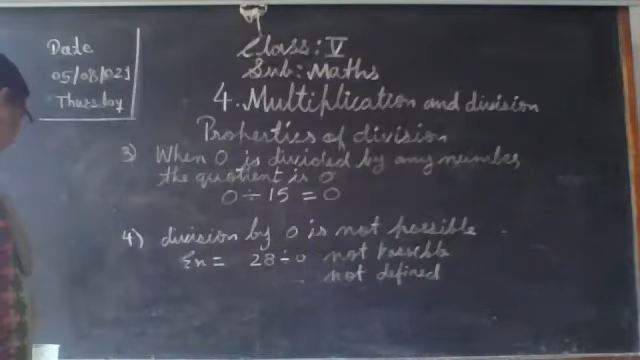 Date
05/08/021
Thursby
Class: V
Sub: Maths
4. Multiplication and division
Properties of division
3) When 0 is divided by any number,
the quotient is 0
0 ÷ 15 = 0
4) division by 0 is not possible
Ex = 28 ÷ 0 not Possible
not defined